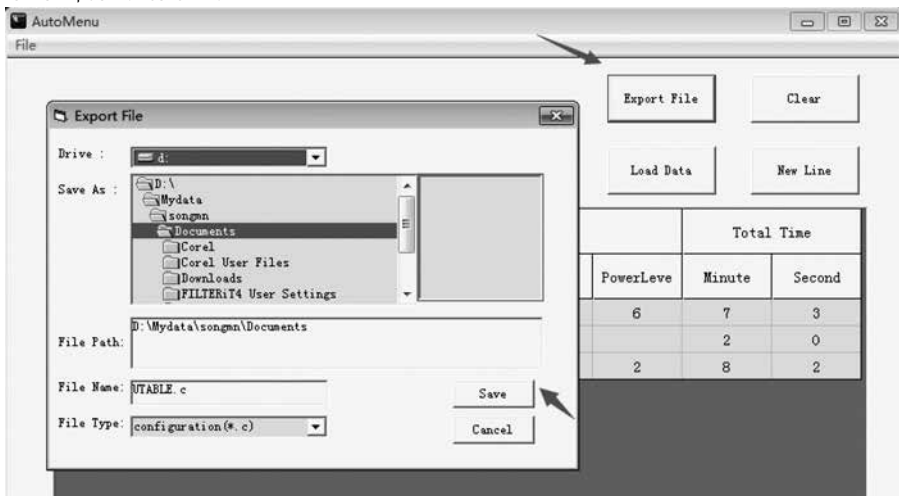 AutoMenu
File
Export File
Clear
Load Data
New Line
Export File
Drive :
d:
Save As :
D:\
Mydata
songmn
Documents
Corel
Corel User Files
Downloads
FILTERiT4 User Settings
File Path:
D:\Mydata\songmn\Documents
File Name:
UTABLE.c
File Type:
configuration(*.c)
Save
Cancel
Total Time
PowerLeve Minute Second
6 7 3
2 0
2 8 2